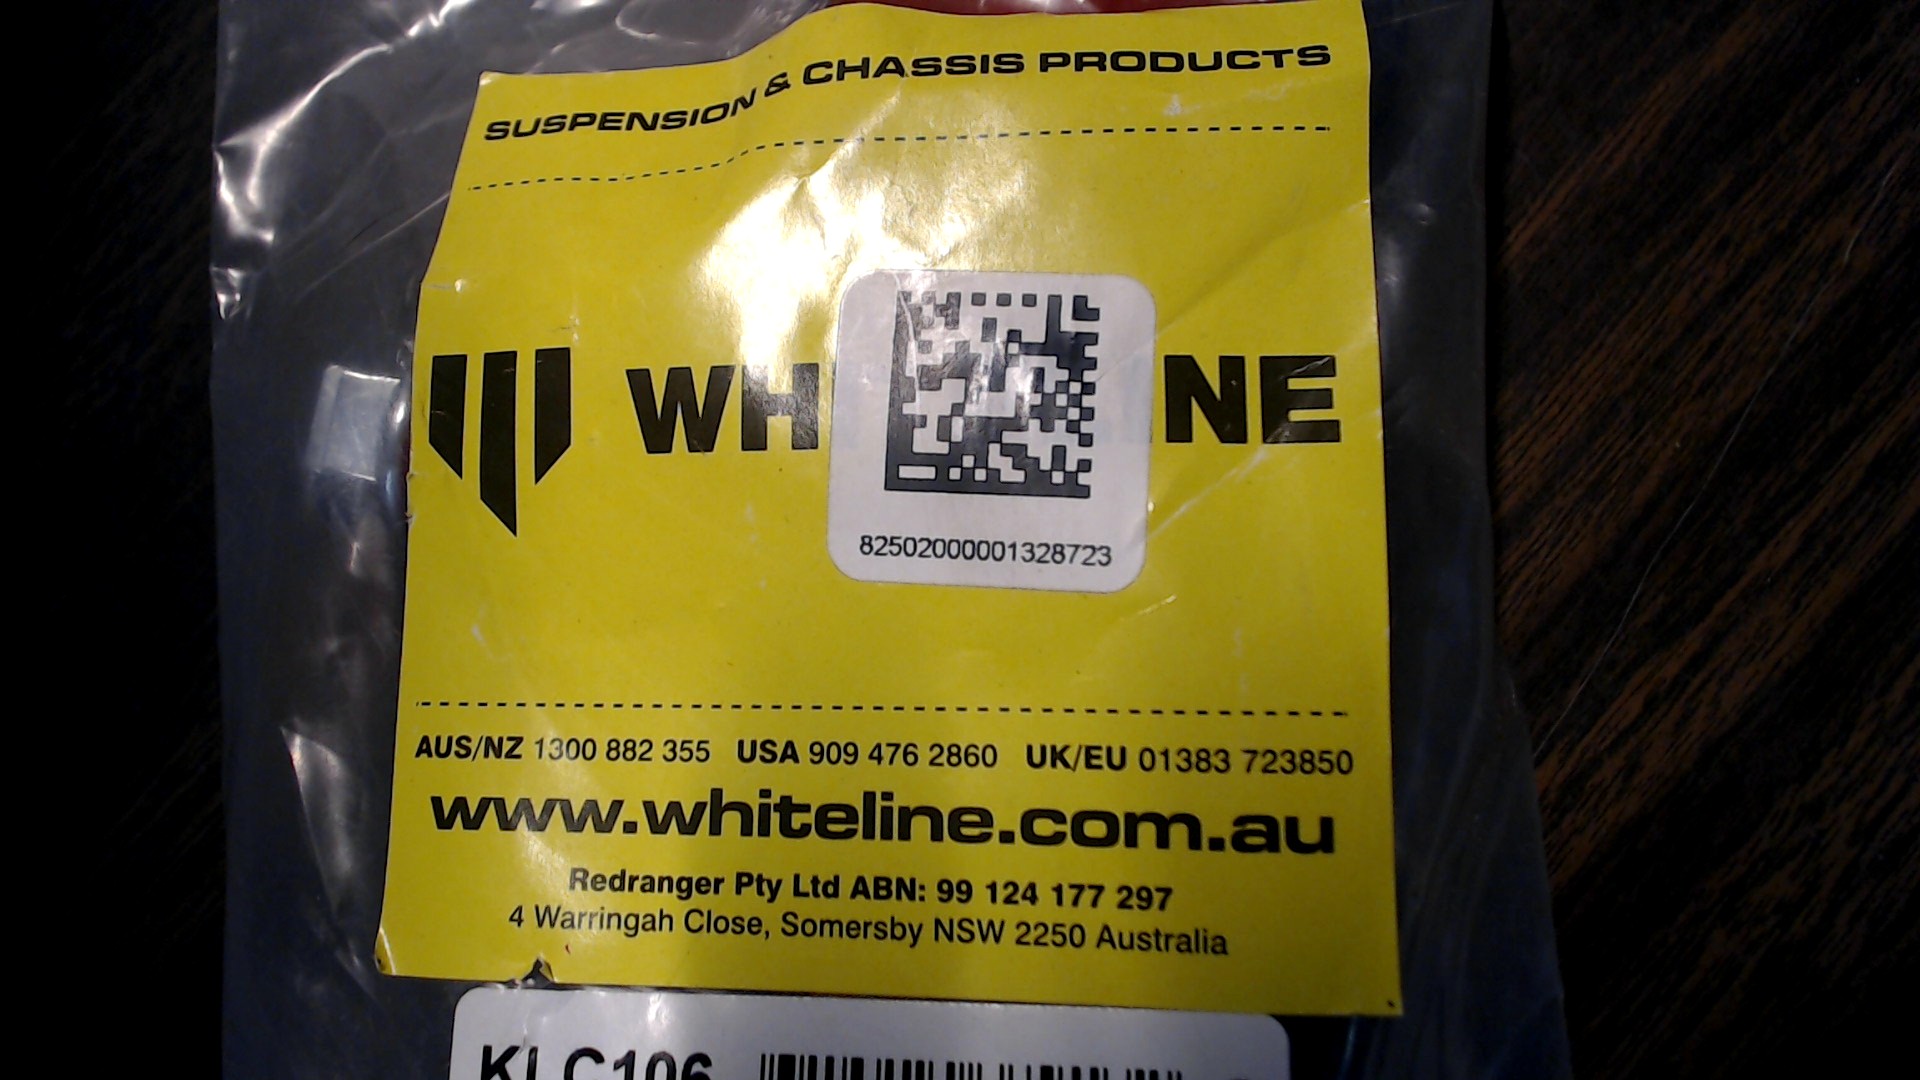 SUSPENSION & CHASSIS PRODUCTS
WH NE
82502000001328723
AUS/NZ 1300 882 355 USA 909 476 2860 UK/EU 01383 723850
www.whiteline.com.au
Redranger Pty Ltd ABN: 99 124 177 297
4 Warringah Close, Somersby NSW 2250 Australia
KLC106